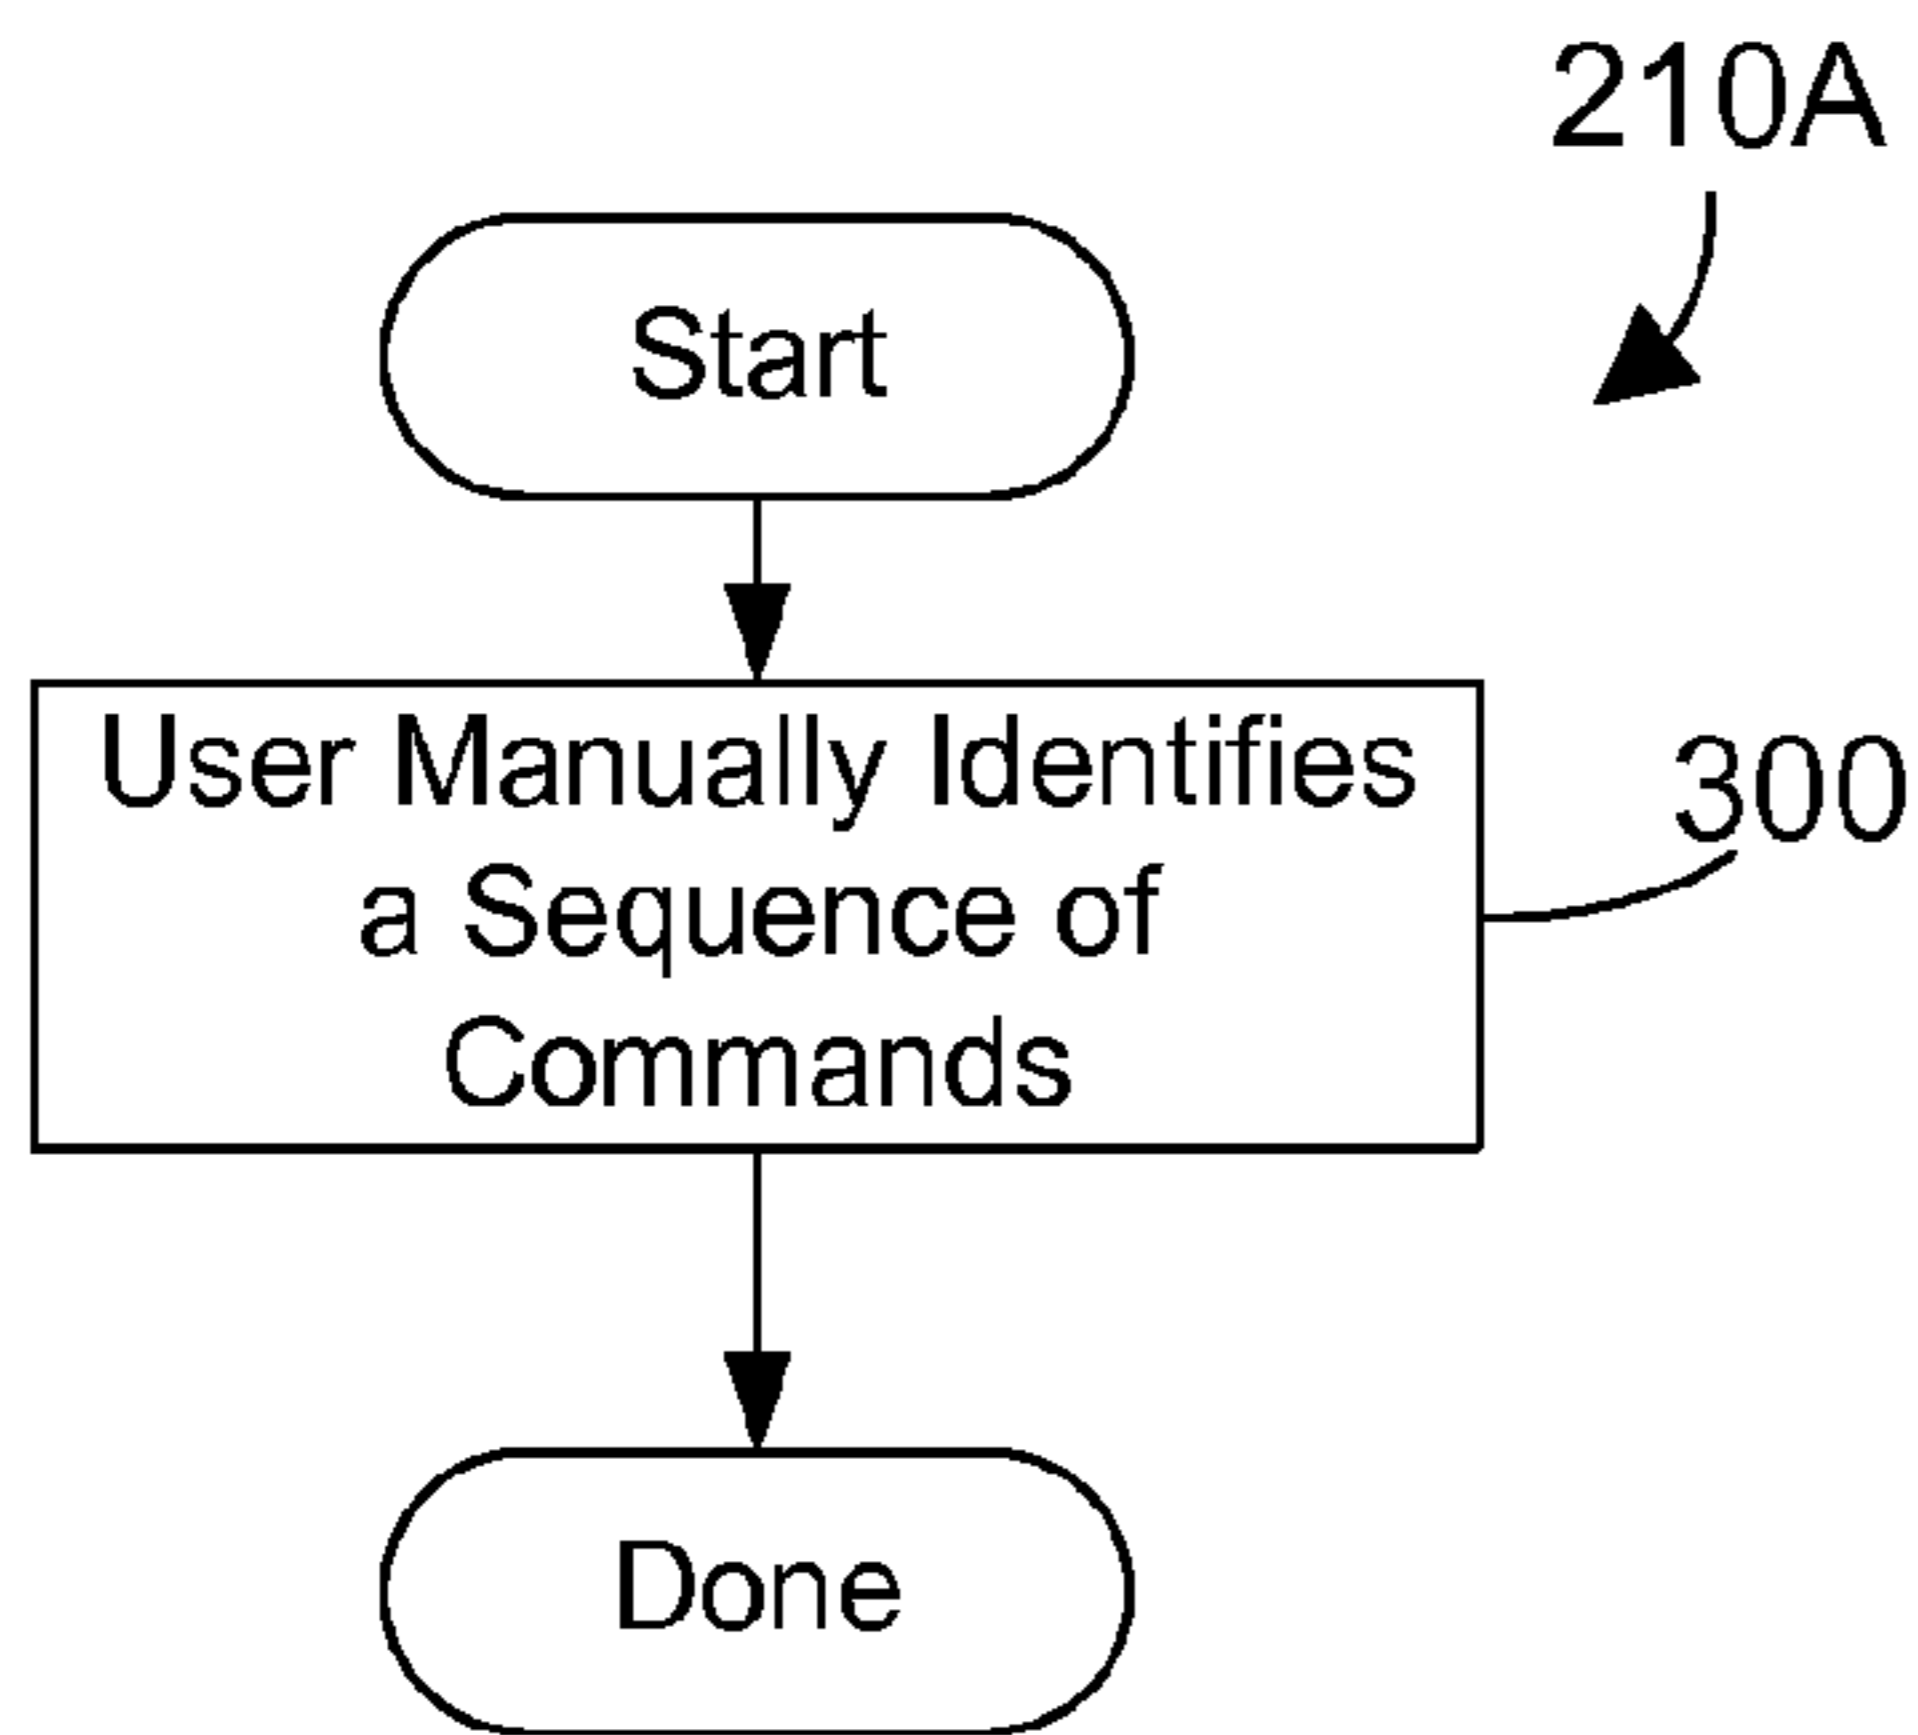 210A
Start
User Manually Identifies
a Sequence of
Commands
300
Done